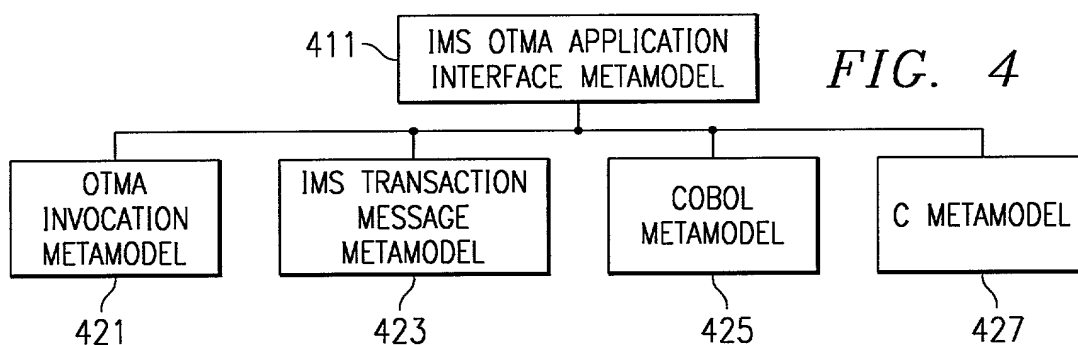 411
IMS OTMA APPLICATION
INTERFACE METAMODEL
FIG. 4
OTMA
INVOCATION
METAMODEL
IMS TRANSACTION
MESSAGE
METAMODEL
COBOL
METAMODEL
C METAMODEL
421
423
425
427